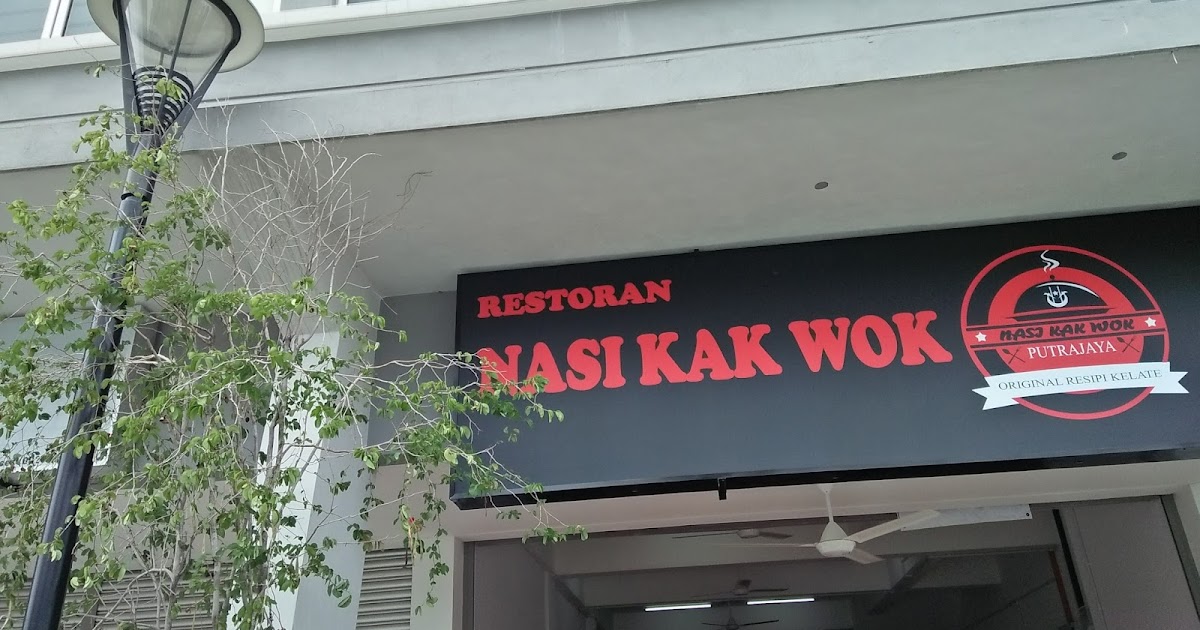 RESTORAN
NASI KAK WOK
NASI KAK WOK
PUTRAJAYA
ORIGINAL RESIPI KELATE